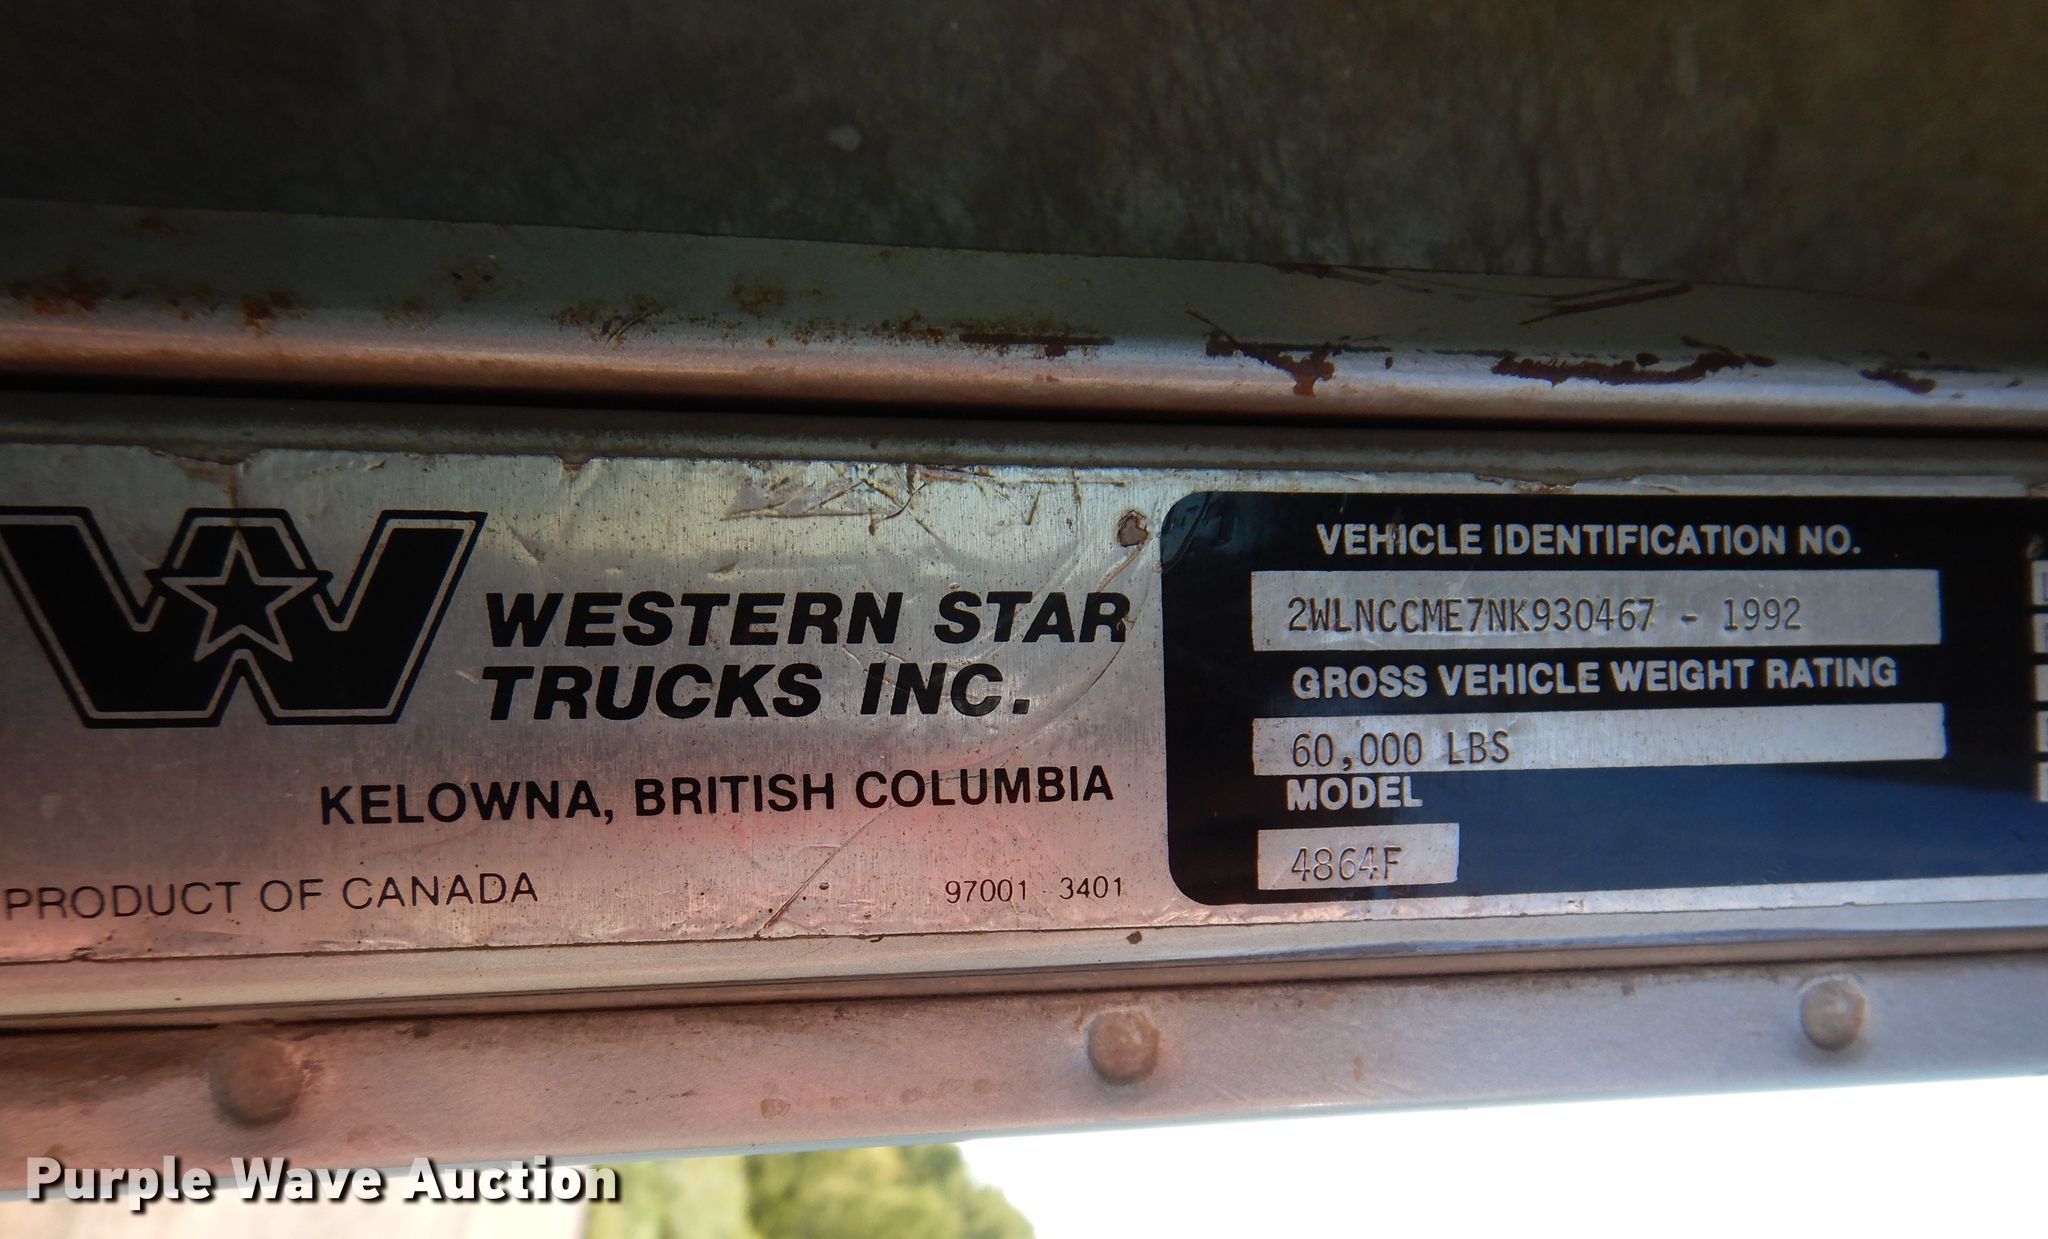 WESTERN STAR
TRUCKS INC.
KELOWNA, BRITISH COLUMBIA
PRODUCT OF CANADA
97001 3401
VEHICLE IDENTIFICATION NO.
2WLNCCME7NK930467 - 1992
GROSS VEHICLE WEIGHT RATING
60,000 LBS
MODEL
4864F
Purple Wave Auction